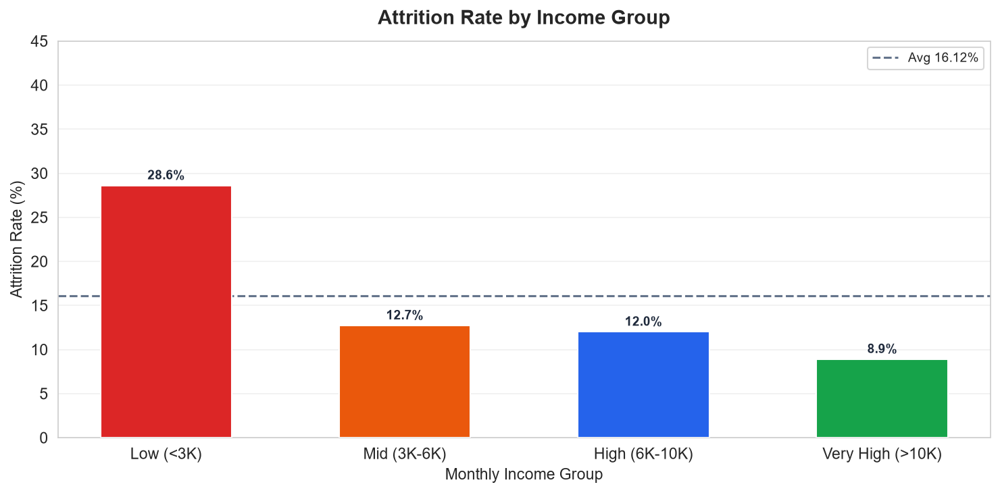 Attrition Rate by Income Group
Avg 16.12%
45
40
35
30
25
20
15
10
5
0
Attrition Rate (%)
28.6%
12.7%
12.0%
8.9%
Low (<3K)
Mid (3K-6K)
High (6K-10K)
Very High (>10K)
Monthly Income Group